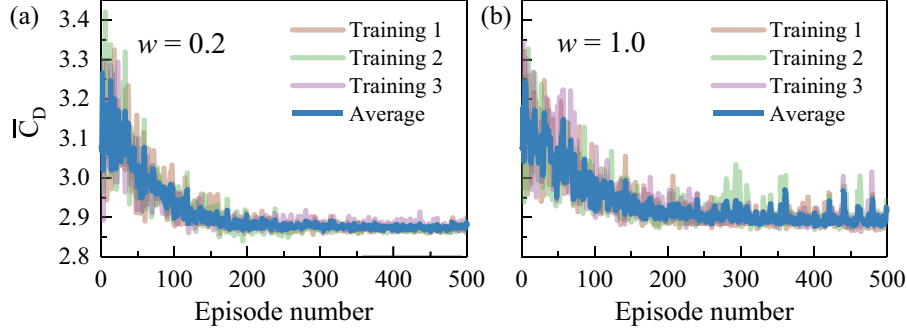 (a)
w = 0.2
Training 1
Training 2
Training 3
Average
C̅_D
3.4
3.3
3.2
3.1
3.0
2.9
2.8
0
100
200
300
400
500
Episode number
(b)
w = 1.0
Training 1
Training 2
Training 3
Average
0
100
200
300
400
500
Episode number